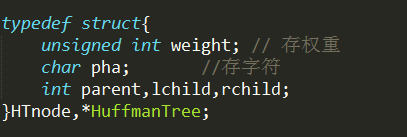 typedef struct{
    unsigned int weight; // 存权重
    char pha;       //存字符
    int parent,lchild,rchild;
}HTnode,*HuffmanTree;